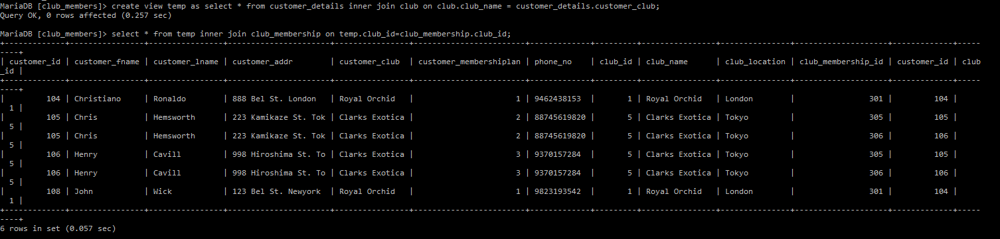 MariaDB [club_members]> create view temp as select * from customer_details inner join club on club.club_name = customer_details.customer_club;
Query OK, 0 rows affected (0.257 sec)
MariaDB [club_members]> select * from temp inner join club_membership on temp.club_id=club_membership.club_id;
+-------------+----------------+----------------+----------------------+----------------+------------------------+-------------+---------+----------------+---------------+--------------------+-------------+-----
----+
| customer_id | customer_fname | customer_lname | customer_addr        | customer_club  | customer_membershiplan | phone_no    | club_id | club_name      | club_location | club_membership_id | customer_id | club
_id |
+-------------+----------------+----------------+----------------------+----------------+------------------------+-------------+---------+----------------+---------------+--------------------+-------------+-----
----+
|         104 | Christiano     | Ronaldo        | 888 Bel St. London   | Royal Orchid   |                      1 | 9462438153  |       1 | Royal Orchid   | London        |                301 |         104 |
  1 |
|         105 | Chris          | Hemsworth      | 223 Kamikaze St. Tok | Clarks Exotica |                      2 | 88745619820 |       5 | Clarks Exotica | Tokyo         |                305 |         105 |
  5 |
|         105 | Chris          | Hemsworth      | 223 Kamikaze St. Tok | Clarks Exotica |                      2 | 88745619820 |       5 | Clarks Exotica | Tokyo         |                306 |         106 |
  5 |
|         106 | Henry          | Cavill         | 998 Hiroshima St. To | Clarks Exotica |                      3 | 9370157284  |       5 | Clarks Exotica | Tokyo         |                305 |         105 |
  5 |
|         106 | Henry          | Cavill         | 998 Hiroshima St. To | Clarks Exotica |                      3 | 9370157284  |       5 | Clarks Exotica | Tokyo         |                306 |         106 |
  5 |
|         108 | John           | Wick           | 123 Bel St. Newyork  | Royal Orchid   |                      1 | 9823193542  |       1 | Royal Orchid   | London        |                301 |         104 |
  1 |
+-------------+----------------+----------------+----------------------+----------------+------------------------+-------------+---------+----------------+---------------+--------------------+-------------+-----
----+
6 rows in set (0.057 sec)